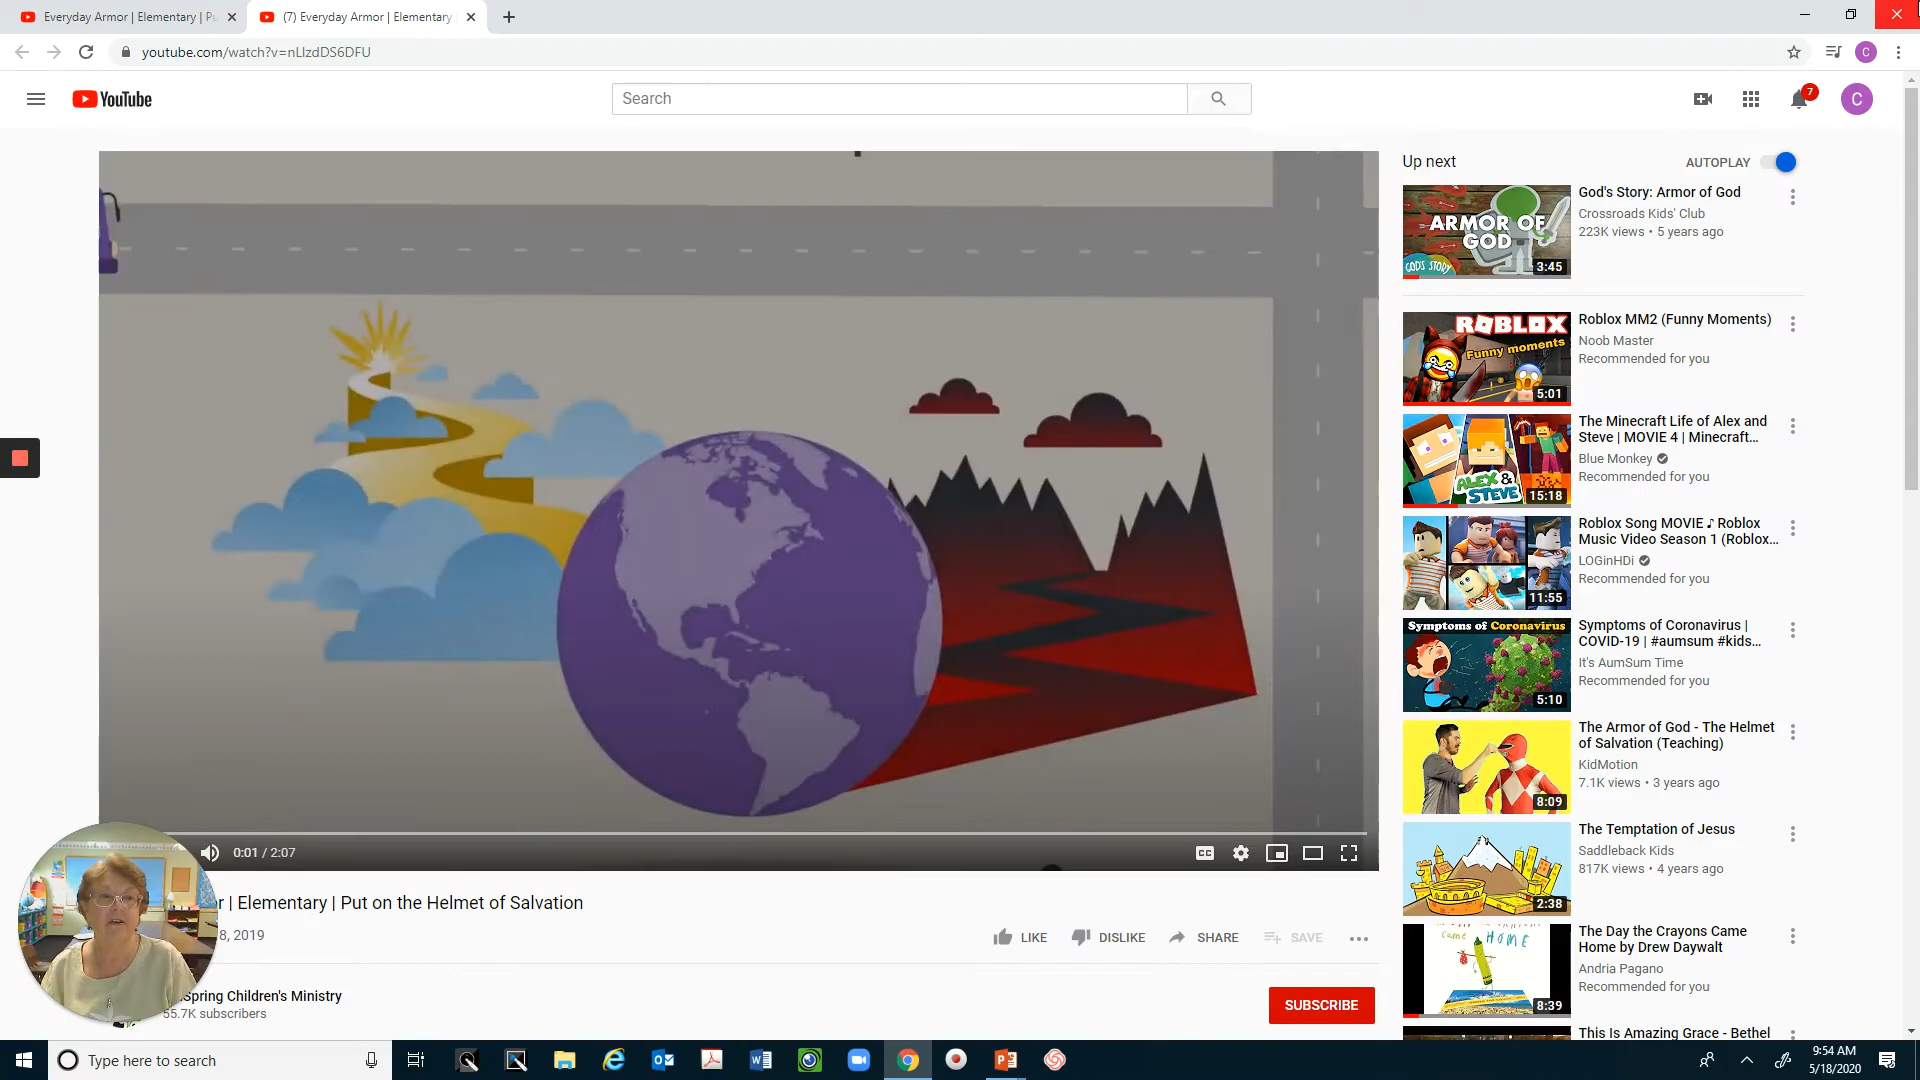 Everyday Armor | Elementary | Pu
(7) Everyday Armor | Elementary
youtube.com/watch?v=nLIzdDS6DFU
C
YouTube
Search
7
C
Up next
AUTOPLAY
ARMOR OF GOD
GOD'S STORY
3:45
God's Story: Armor of God
Crossroads Kids' Club
223K views • 5 years ago
ROBLOX
Funny moments
5:01
Roblox MM2 (Funny Moments)
Noob Master
Recommended for you
ALEX & STEVE
15:18
The Minecraft Life of Alex and
Steve | MOVIE 4 | Minecraft...
Blue Monkey
Recommended for you
11:55
Roblox Song MOVIE ♪ Roblox
Music Video Season 1 (Roblox...
LOGinHDi
Recommended for you
Symptoms of Coronavirus
5:10
Symptoms of Coronavirus |
COVID-19 | #aumsum #kids...
It's AumSum Time
Recommended for you
8:09
The Armor of God - The Helmet
of Salvation (Teaching)
KidMotion
7.1K views • 3 years ago
2:38
The Temptation of Jesus
Saddleback Kids
817K views • 4 years ago
came HOME
8:39
The Day the Crayons Came
Home by Drew Daywalt
Andria Pagano
Recommended for you
This Is Amazing Grace - Bethel
0:01 / 2:07
CC
r | Elementary | Put on the Helmet of Salvation
8, 2019
LIKE
DISLIKE
SHARE
SAVE
Spring Children's Ministry
55.7K subscribers
SUBSCRIBE
Type here to search
9:54 AM
5/18/2020